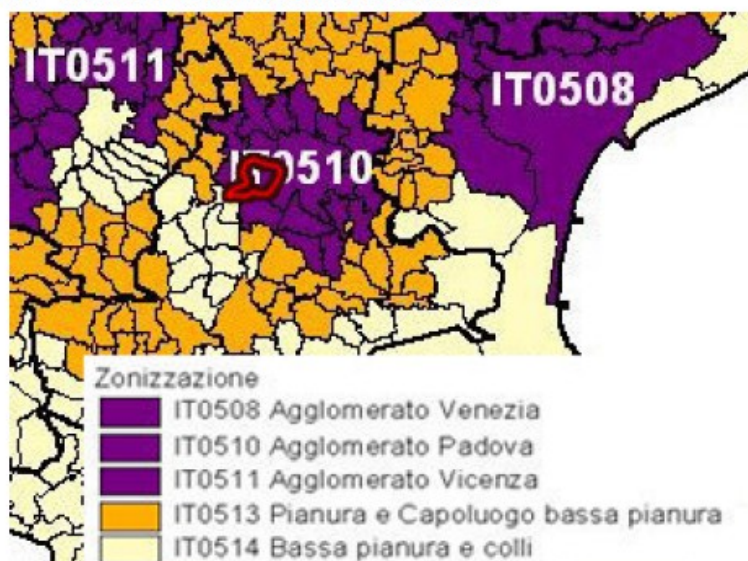 IT0511
IT0508
IT0510
Zonizzazione
IT0508 Agglomerato Venezia
IT0510 Agglomerato Padova
IT0511 Agglomerato Vicenza
IT0513 Pianura e Capoluogo bassa pianura
IT0514 Bassa pianura e colli